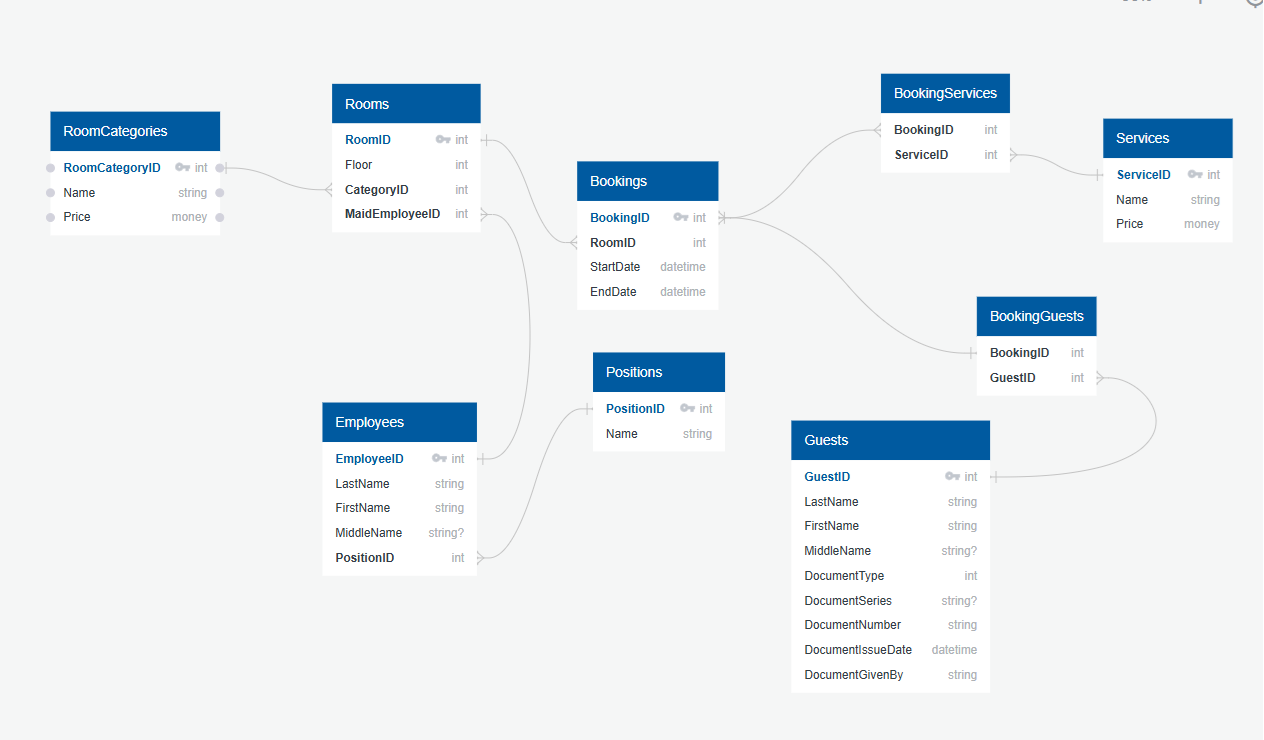 RoomCategories
RoomCategoryID int
Name string
Price money
Rooms
RoomID int
Floor int
CategoryID int
MaidEmployeeID int
Bookings
BookingID int
RoomID int
StartDate datetime
EndDate datetime
BookingServices
BookingID int
ServiceID int
Services
ServiceID int
Name string
Price money
BookingGuests
BookingID int
GuestID int
Positions
PositionID int
Name string
Employees
EmployeeID int
LastName string
FirstName string
MiddleName string?
PositionID int
Guests
GuestID int
LastName string
FirstName string
MiddleName string?
DocumentType int
DocumentSeries string?
DocumentNumber string
DocumentIssueDate datetime
DocumentGivenBy string